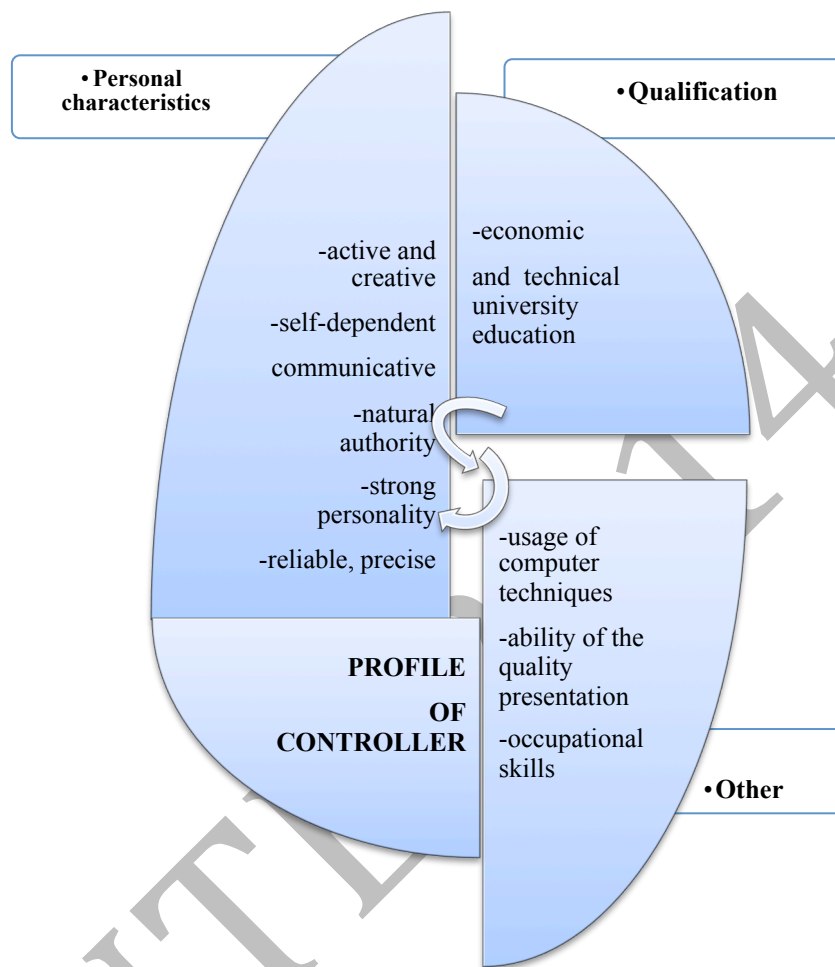 • Personal
characteristics
• Qualification
-active and
creative
-self-dependent
communicative
-natural
authority
-strong
personality
-reliable, precise
-economic
and technical
university
education
PROFILE
OF
CONTROLLER
-usage of
computer
techniques
-ability of the
quality
presentation
-occupational
skills
• Other